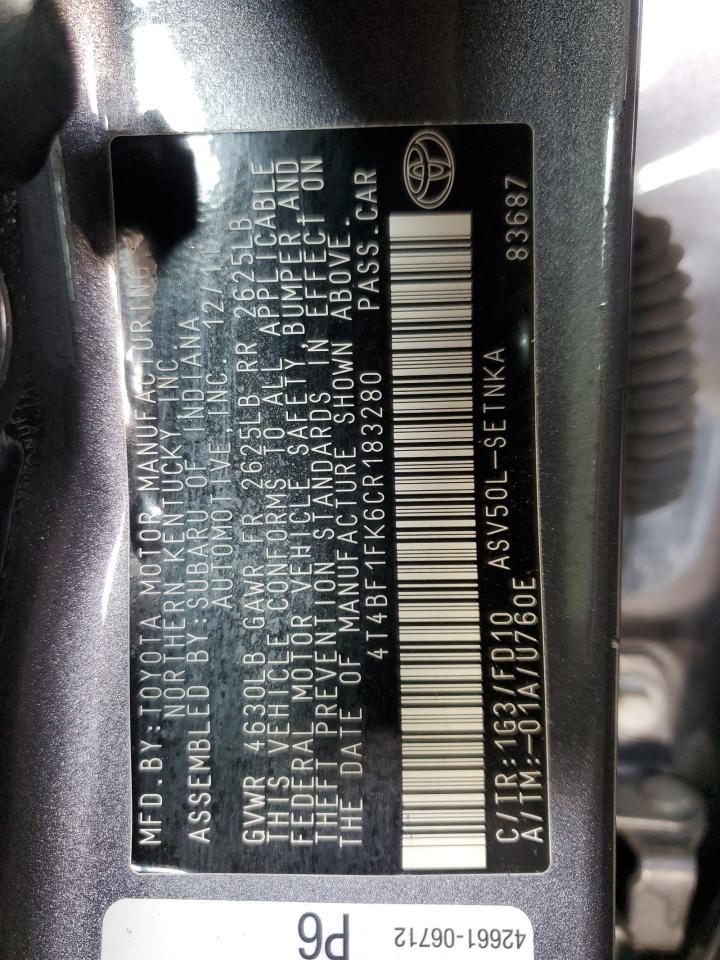 MFD.BY:TOYOTA MOTOR MANUFACTURING
NORTHERN KENTUCKY INC
ASSEMBLED BY:SUBARU OF INDIANA
AUTOMOTIVE,INC 12/11
GVWR 4630LB GAWR FR 2625LB RR 2625LB
THIS VEHICLE CONFORMS TO ALL APPLICABLE
FEDERAL MOTOR VEHICLE SAFETY, BUMPER AND
THEFT PREVENTION STANDARDS IN EFFECT ON
THE DATE OF MANUFACTURE SHOWN ABOVE.
4T4BF1FK6CR183280 PASS.CAR
C/TR:1G3/FD10 ASV50L-SETNKA 83687
A/TM:-01A/U760E
P6 42661-06712